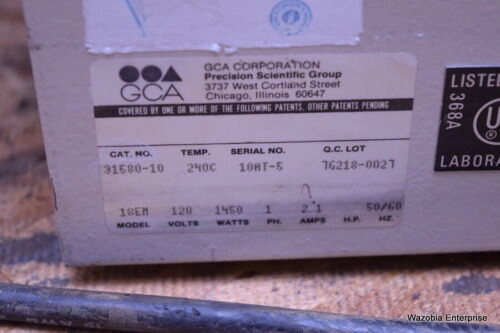 GCA
GCA CORPORATION
Precision Scientific Group
3737 West Cortland Street
Chicago, Illinois 60647
COVERED BY ONE OR MORE OF THE FOLLOWING PATENTS, OTHER PATENTS PENDING
CAT. NO. TEMP. SERIAL NO. Q.C. LOT
31580-10 240C 10AT-5 76218-0027
18EM 120 1450 1 2.1 50/60
MODEL VOLTS WATTS PH. AMPS H.P. HZ.
LISTED
368A
UL
LABORA
Wazobia Enterprise